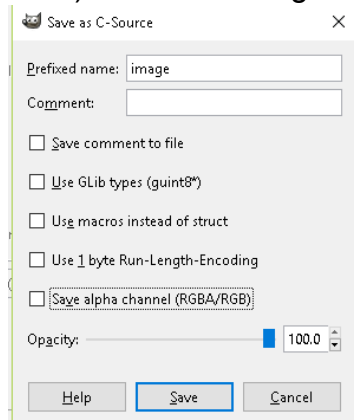 Save as C-Source
Prefixed name: image
Comment:
Save comment to file
Use GLib types (guint8*)
Use macros instead of struct
Use 1 byte Run-Length-Encoding
Save alpha channel (RGBA/RGB)
Opacity: 100.0
Help Save Cancel